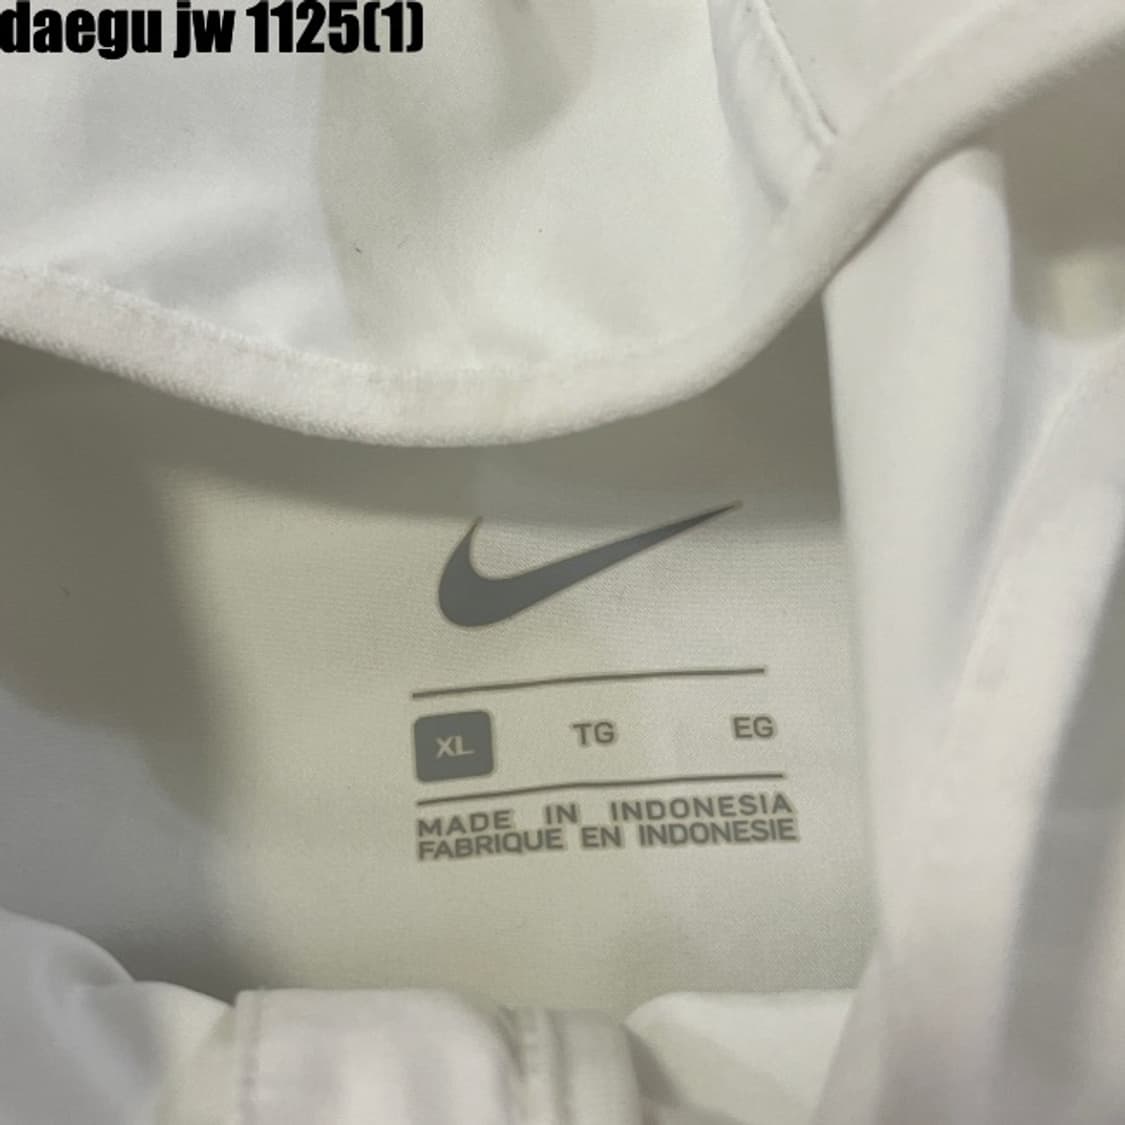 daegu jw 1125(1)
XL TG EG
MADE IN INDONESIA
FABRIQUE EN INDONESIE